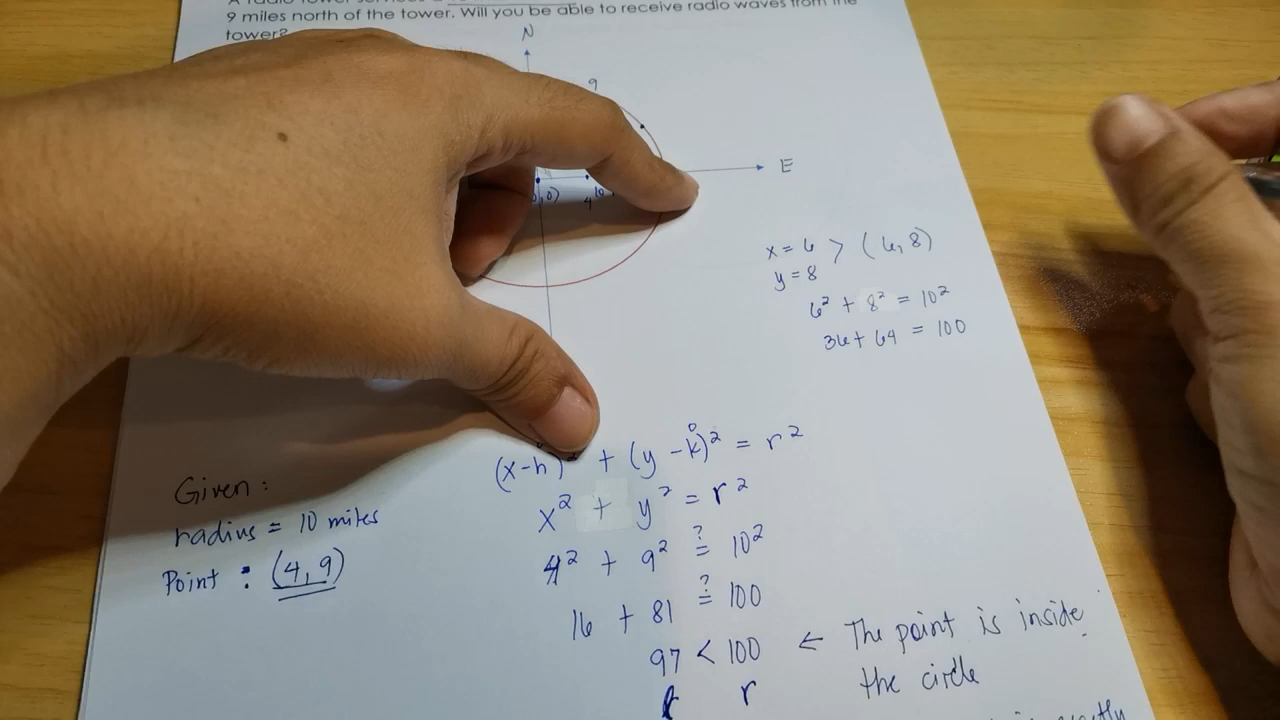 9 miles north of the tower. Will you be able to receive radio waves from the
tower?
N
9
E
,0)
4
x = 6 > (6,8)
y = 8
6² + 8² = 10²
36 + 64 = 100
(x-h)² + (y-k)² = r²
0
x² + y² = r²
4² + 9² ≟ 10²
16 + 81 ≟ 100
97 < 100 ← The point is inside
the circle
r
Given:
radius = 10 miles
Point : (4,9)